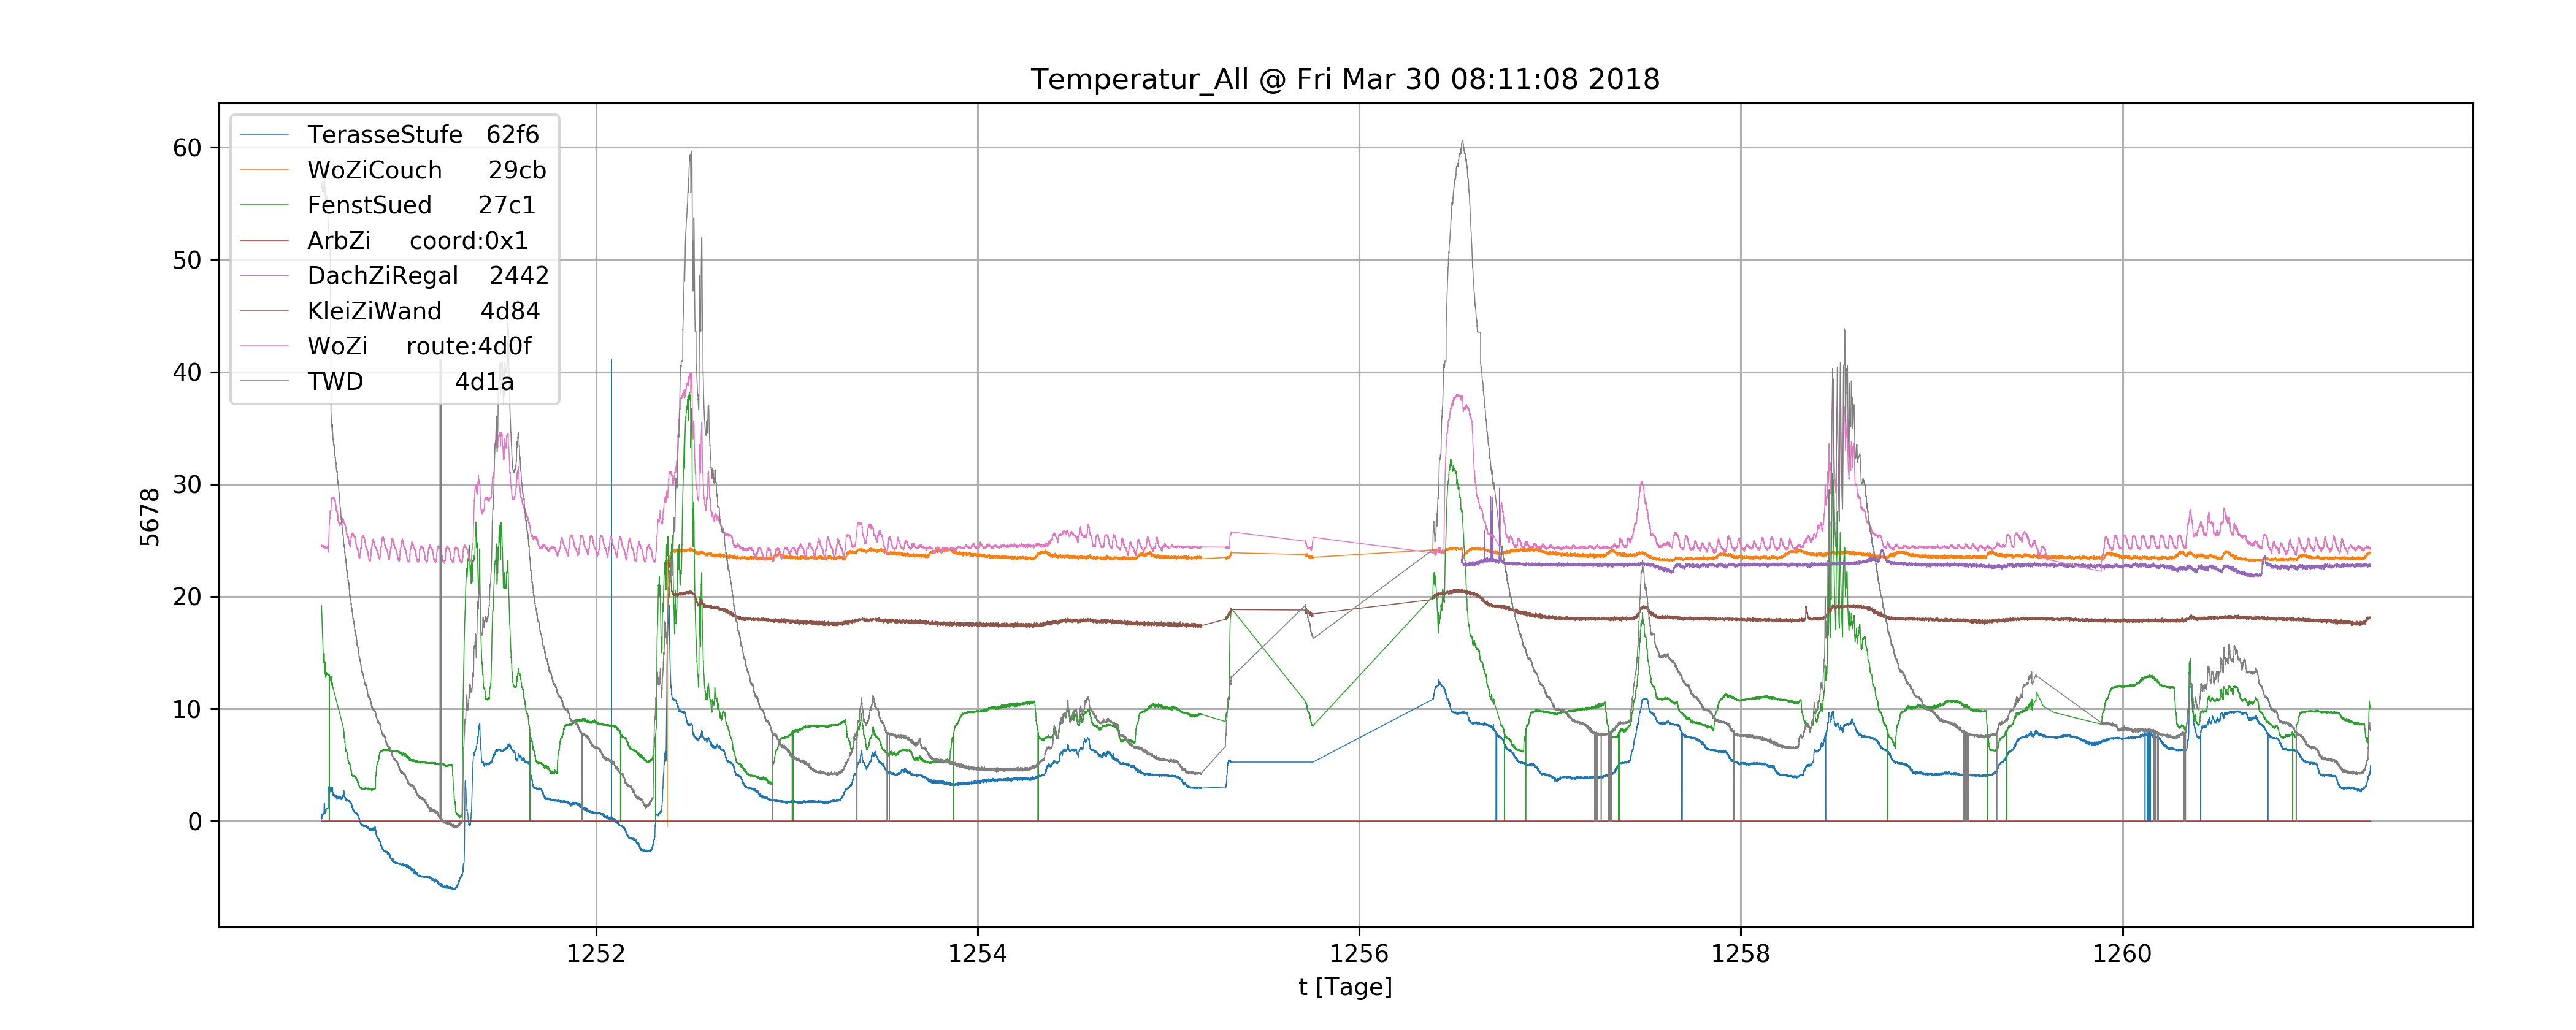 Temperatur_All @ Fri Mar 30 08:11:08 2018
TerasseStufe 62f6
WoZiCouch 29cb
FenstSued 27c1
ArbZi coord:0x1
DachZiRegal 2442
KleiZiWand 4d84
WoZi route:4d0f
TWD 4d1a
60
50
40
30
20
10
0
5678
1252 1254 1256 1258 1260
t [Tage]